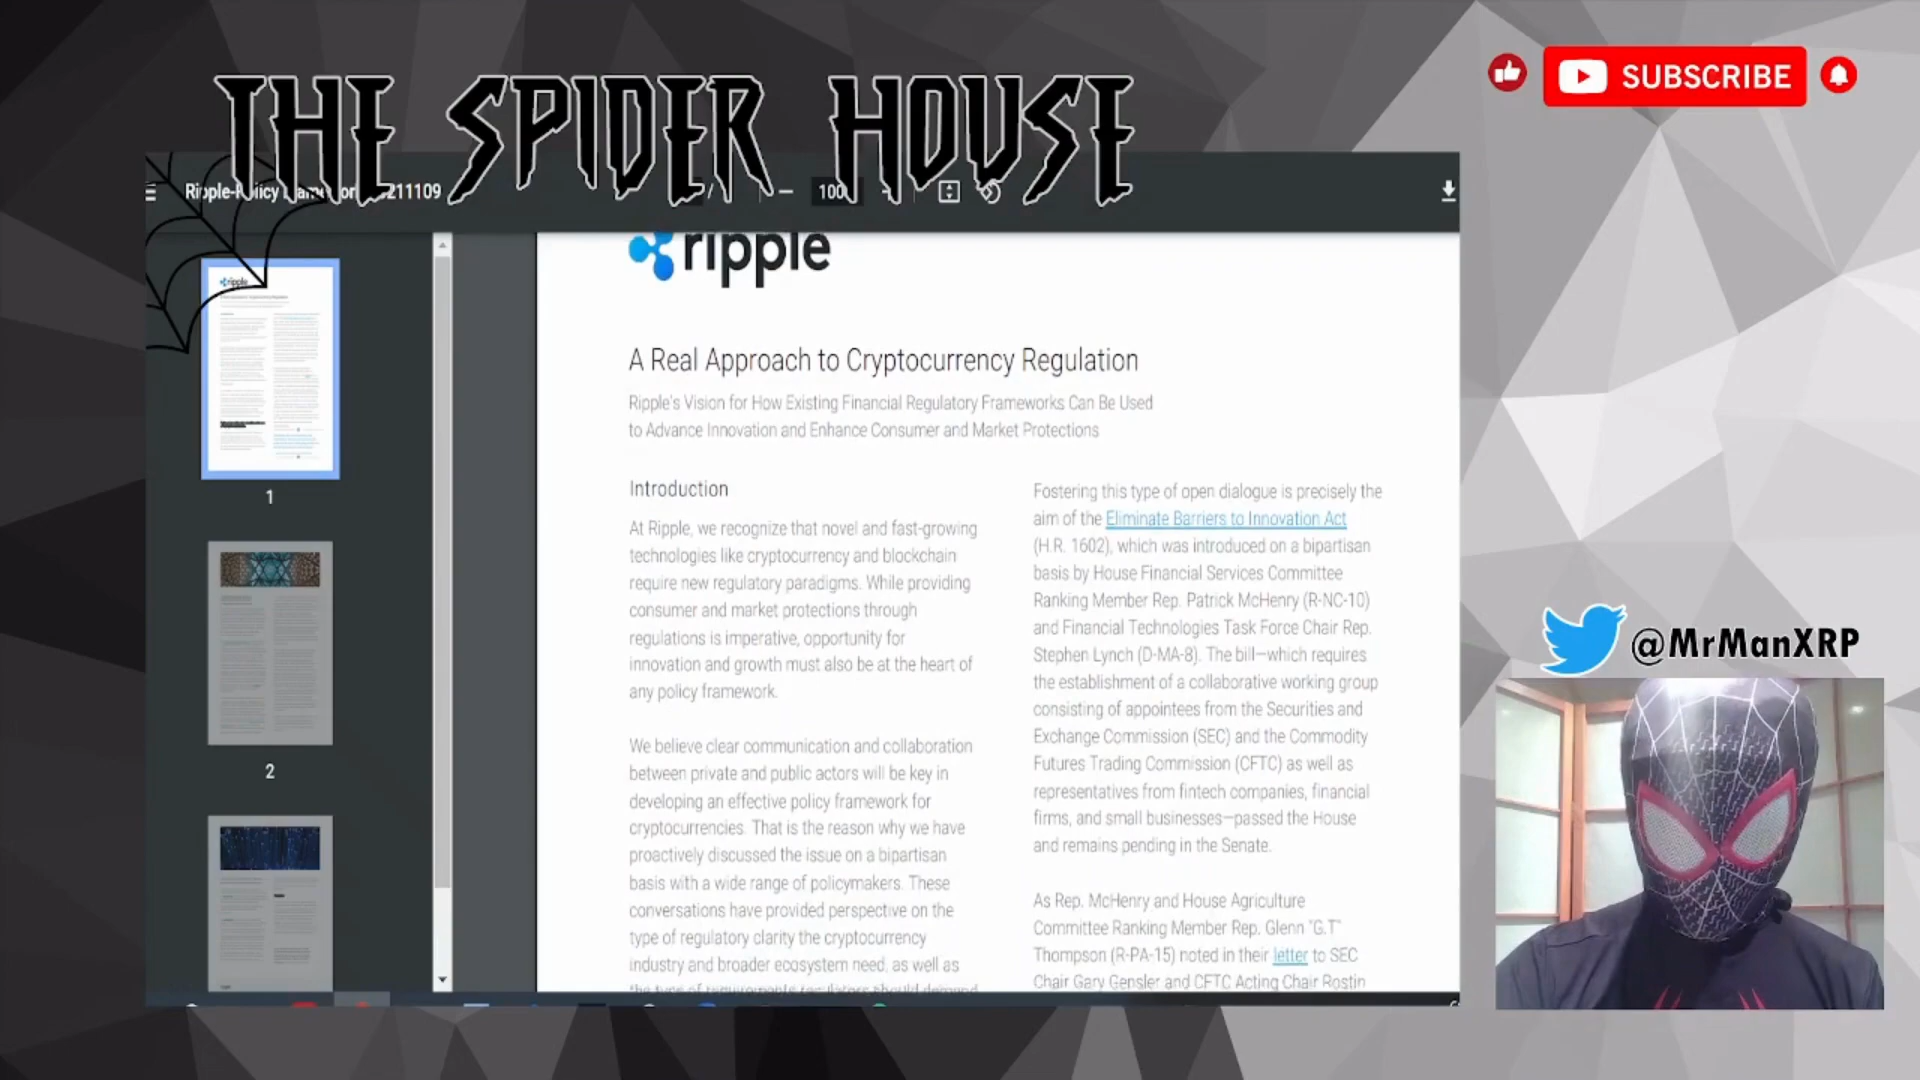 THE SPIDER HOUSE
SUBSCRIBE
100
ripple
A Real Approach to Cryptocurrency Regulation
Ripple's Vision for How Existing Financial Regulatory Frameworks Can Be Used
to Advance Innovation and Enhance Consumer and Market Protections
Introduction
At Ripple, we recognize that novel and fast-growing
technologies like cryptocurrency and blockchain
require new regulatory paradigms. While providing
consumer and market protections through
regulations is imperative, opportunity for
innovation and growth must also be at the heart of
any policy framework.
We believe clear communication and collaboration
between private and public actors will be key in
developing an effective policy framework for
cryptocurrencies. That is the reason why we have
proactively discussed the issue on a bipartisan
basis with a wide range of policymakers. These
conversations have provided perspective on the
type of regulatory clarity the cryptocurrency
industry and broader ecosystem need, as well as
the type of requirements regulators should demand
Fostering this type of open dialogue is precisely the
aim of the Eliminate Barriers to Innovation Act
(H.R. 1602), which was introduced on a bipartisan
basis by House Financial Services Committee
Ranking Member Rep. Patrick McHenry (R-NC-10)
and Financial Technologies Task Force Chair Rep.
Stephen Lynch (D-MA-8). The bill—which requires
the establishment of a collaborative working group
consisting of appointees from the Securities and
Exchange Commission (SEC) and the Commodity
Futures Trading Commission (CFTC) as well as
representatives from fintech companies, financial
firms, and small businesses—passed the House
and remains pending in the Senate.
As Rep. McHenry and House Agriculture
Committee Ranking Member Rep. Glenn "G.T"
Thompson (R-PA-15) noted in their letter to SEC
Chair Gary Gensler and CFTC Acting Chair Rostin
ripple
1
2
@MrManXRP